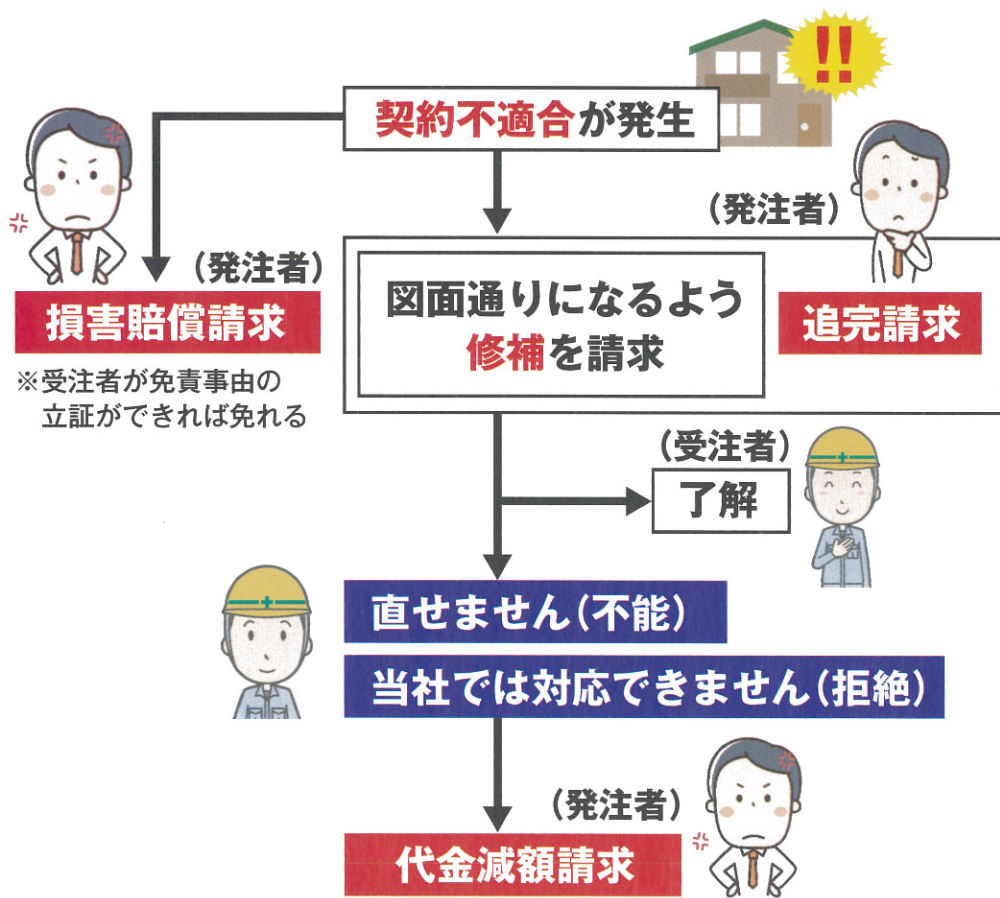 !!
契約不適合が発生
(発注者)
(発注者)
損害賠償請求
※受注者が免責事由の
立証ができれば免れる
図面通りになるよう
修補を請求
追完請求
(受注者)
了解
直せません(不能)
当社では対応できません(拒絶)
(発注者)
代金減額請求